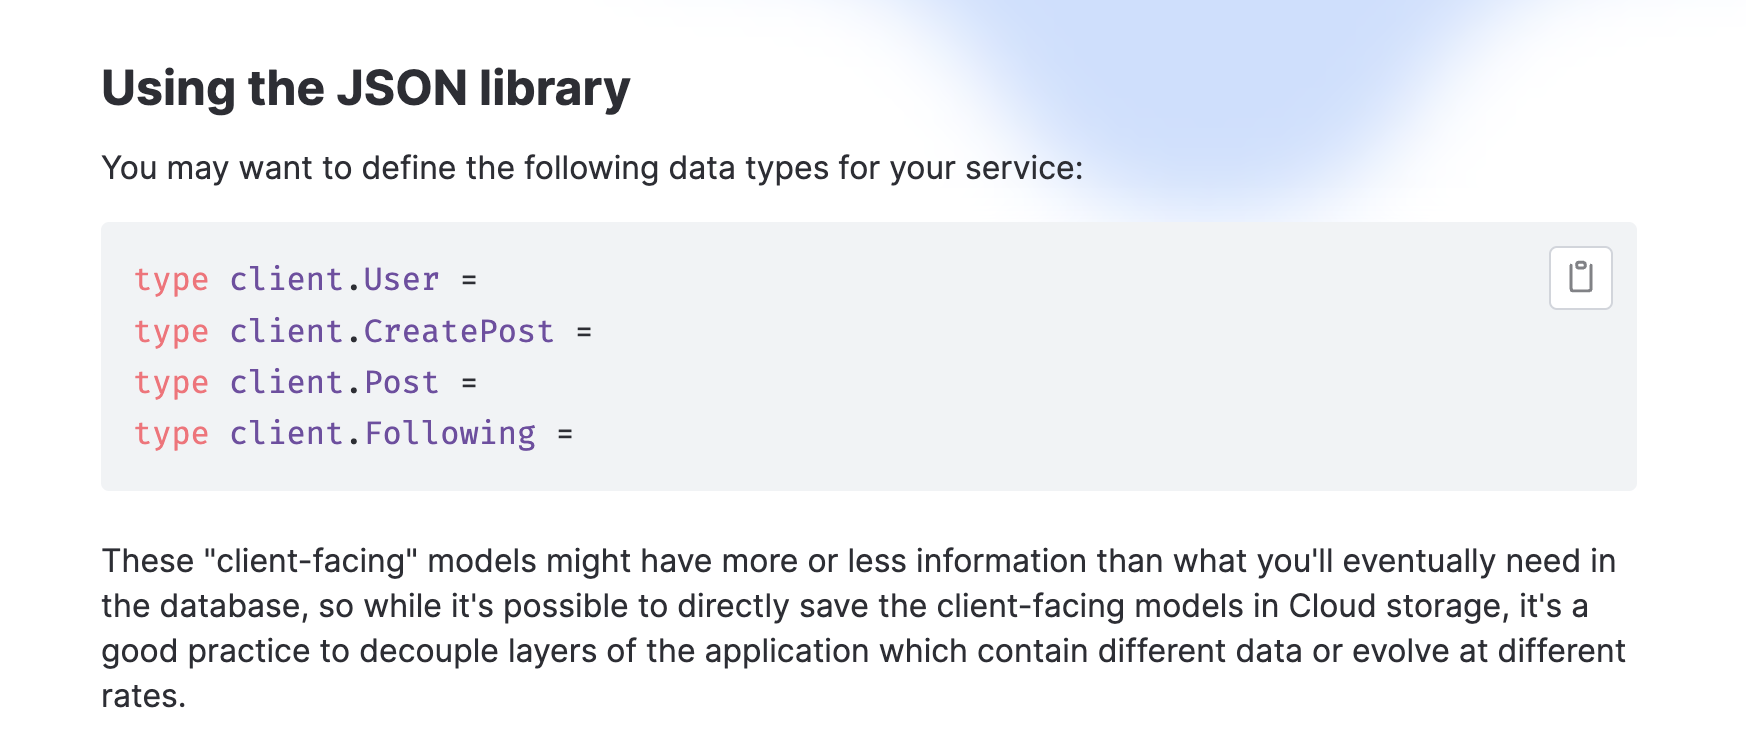 Using the JSON library
You may want to define the following data types for your service:
type client.User =
type client.CreatePost =
type client.Post =
type client.Following =
These "client-facing" models might have more or less information than what you'll eventually need in
the database, so while it's possible to directly save the client-facing models in Cloud storage, it's a
good practice to decouple layers of the application which contain different data or evolve at different
rates.